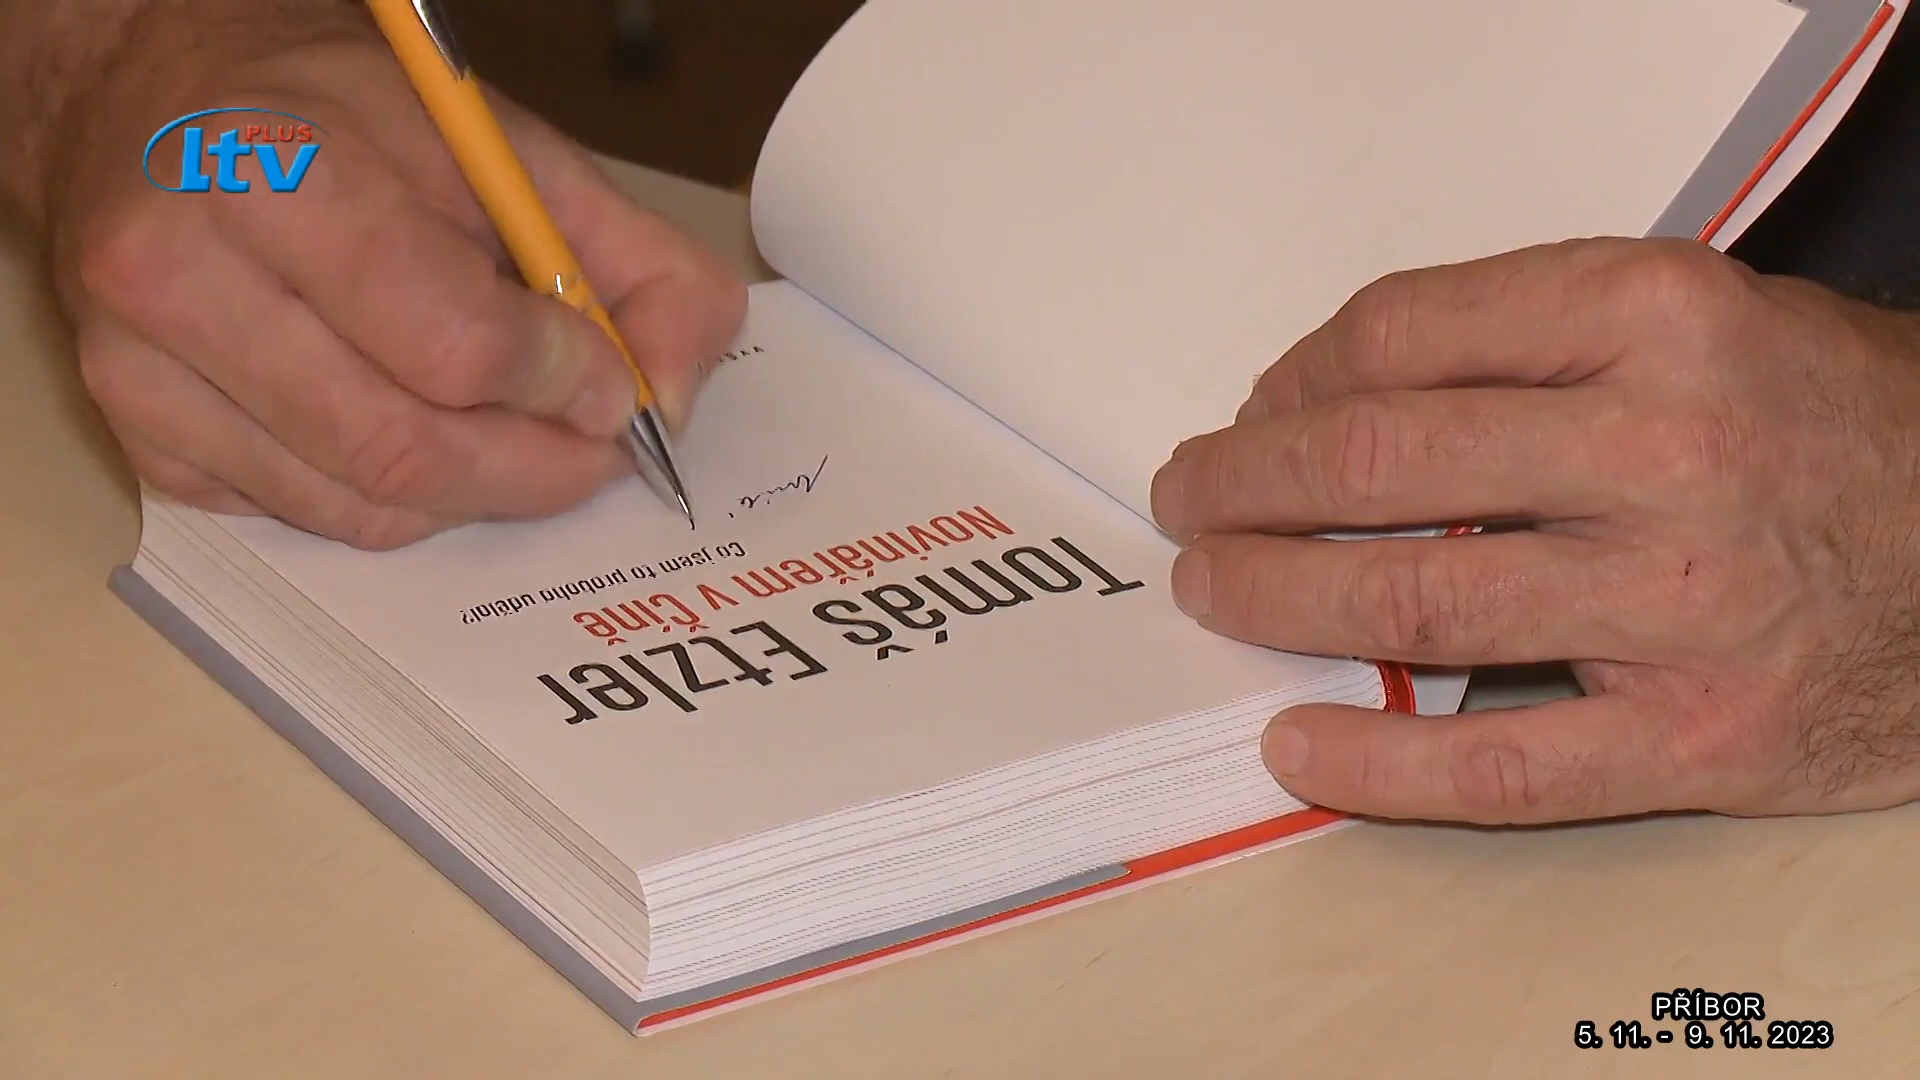 ltv PLUS
Tomáš Etzler
Novinářem v Číně
Co jsem to proboha udělal!?
PŘÍBOR
5. 11. - 9. 11. 2023